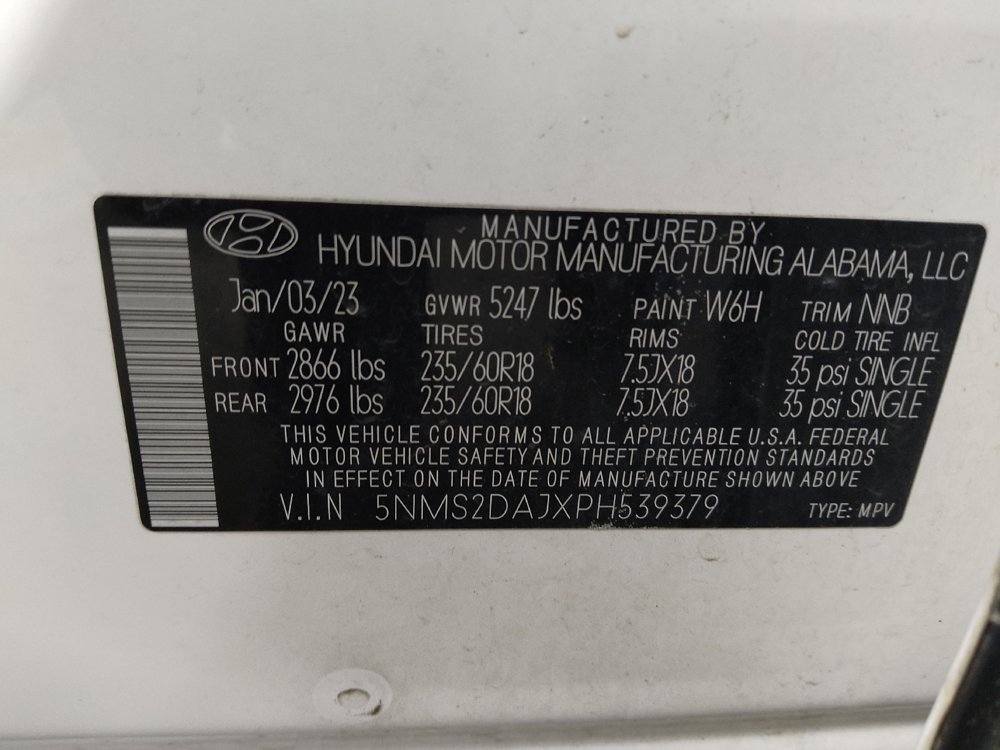 MANUFACTURED BY
HYUNDAI MOTOR MANUFACTURING ALABAMA, LLC
Jan/03/23 GVWR 5247 lbs PAINT W6H TRIM NNB
GAWR TIRES RIMS COLD TIRE INFL
FRONT 2866 lbs 235/60R18 7.5JX18 35 psi SINGLE
REAR 2976 lbs 235/60R18 7.5JX18 35 psi SINGLE
THIS VEHICLE CONFORMS TO ALL APPLICABLE U.S.A. FEDERAL
MOTOR VEHICLE SAFETY AND THEFT PREVENTION STANDARDS
IN EFFECT ON THE DATE OF MANUFACTURE SHOWN ABOVE
V.I.N 5NMS2DAJXPH539379 TYPE: MPV